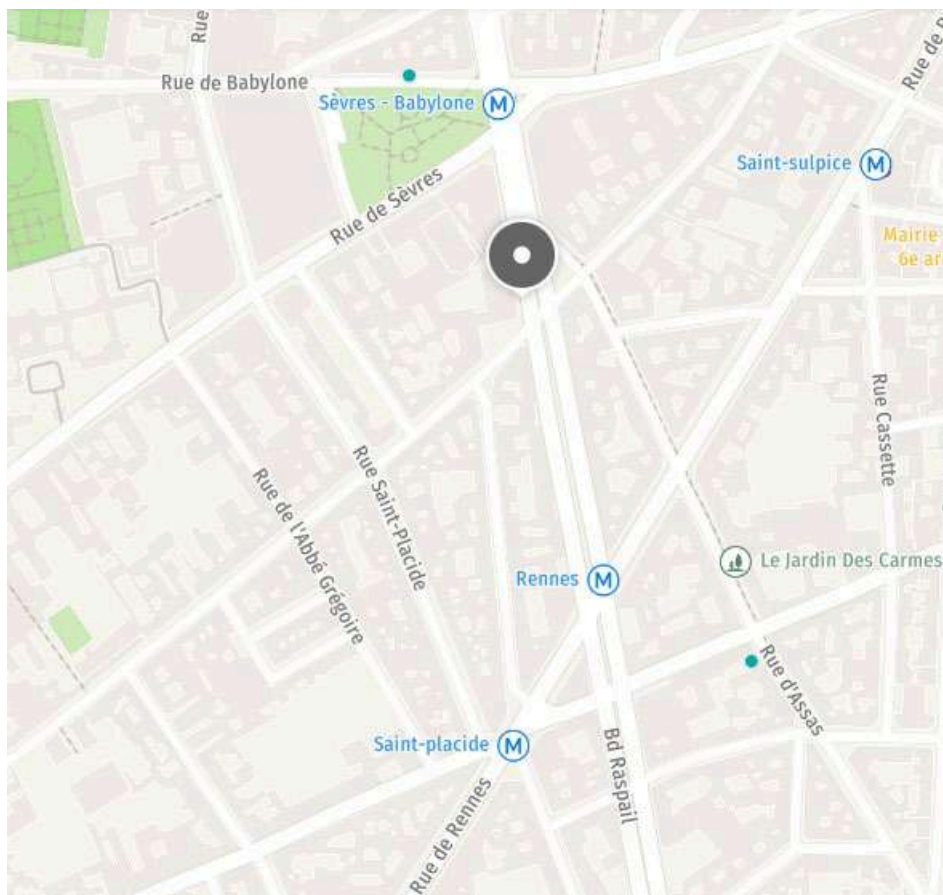 Rue
Rue de Babylone
Sèvres - Babylone
M
Rue de Sèvres
Saint-sulpice
M
Mairie
6e ar
Rue Cassette
Rue Saint-Placide
Rue de l'Abbé Grégoire
Rennes
M
Le Jardin Des Carmes
Rue d'Assas
Saint-placide
M
Bd Raspail
Rue de Rennes